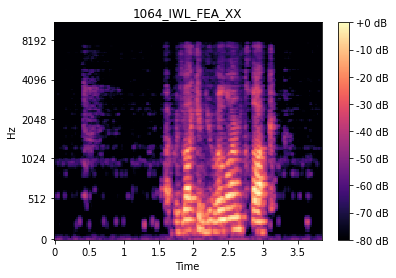 1064_IWL_FEA_XX
8192
4096
2048
1024
512
0
Hz
0 0.5 1 1.5 2 2.5 3 3.5
Time
+0 dB
-10 dB
-20 dB
-30 dB
-40 dB
-50 dB
-60 dB
-70 dB
-80 dB